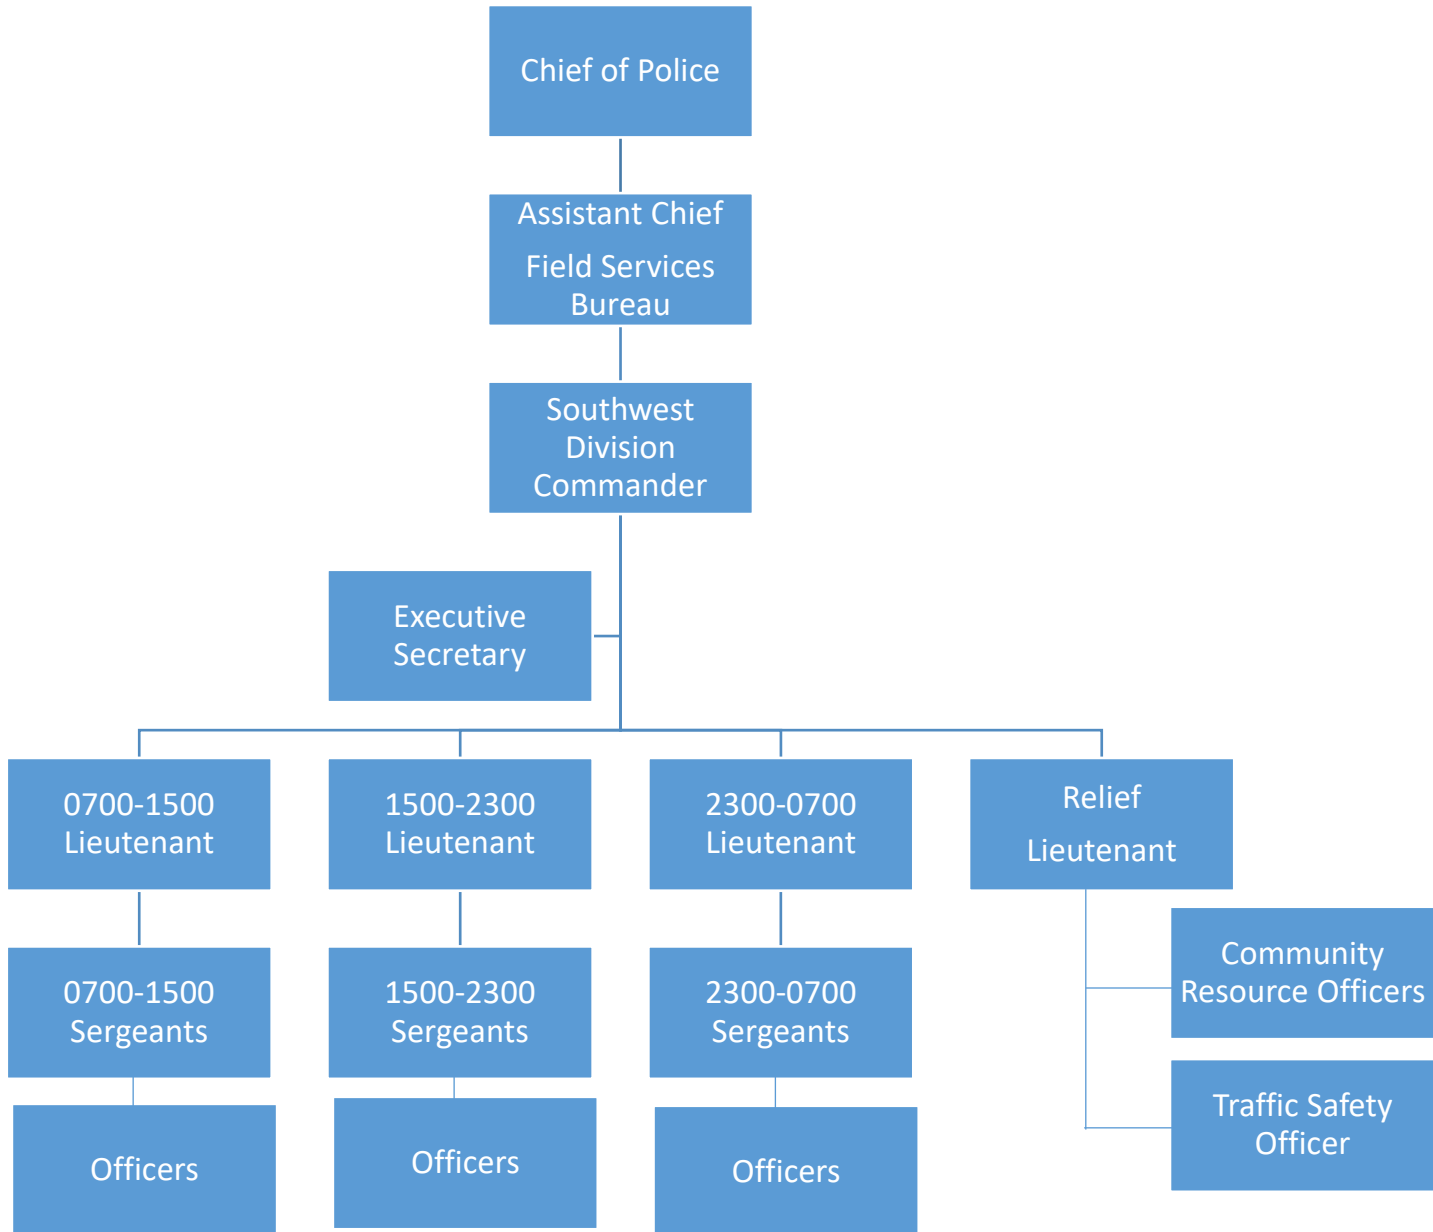 Chief of Police
Assistant Chief
Field Services
Bureau
Southwest
Division
Commander
Executive
Secretary
0700-1500
Lieutenant
1500-2300
Lieutenant
2300-0700
Lieutenant
Relief
Lieutenant
0700-1500
Sergeants
1500-2300
Sergeants
2300-0700
Sergeants
Community
Resource Officers
Officers
Officers
Officers
Traffic Safety
Officer